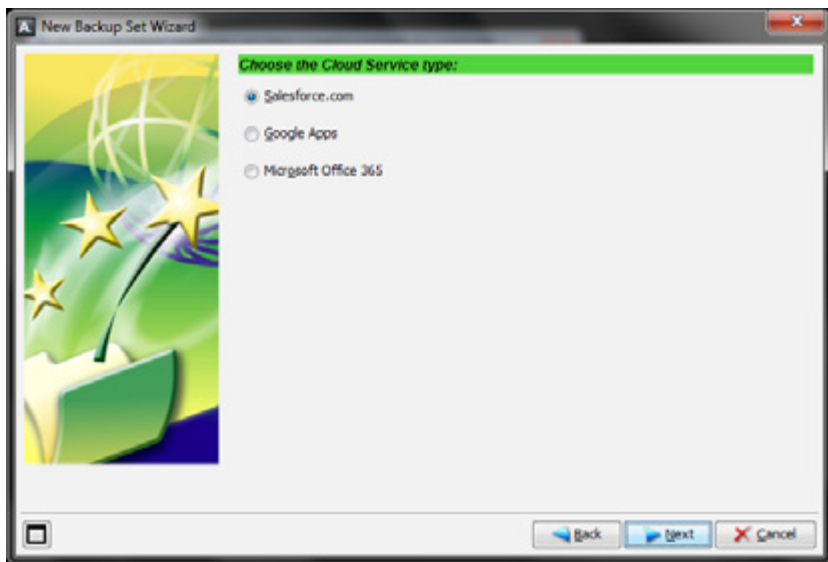 New Backup Set Wizard
Choose the Cloud Service type:
Salesforce.com
Google Apps
Microsoft Office 365
Back
Next
Cancel